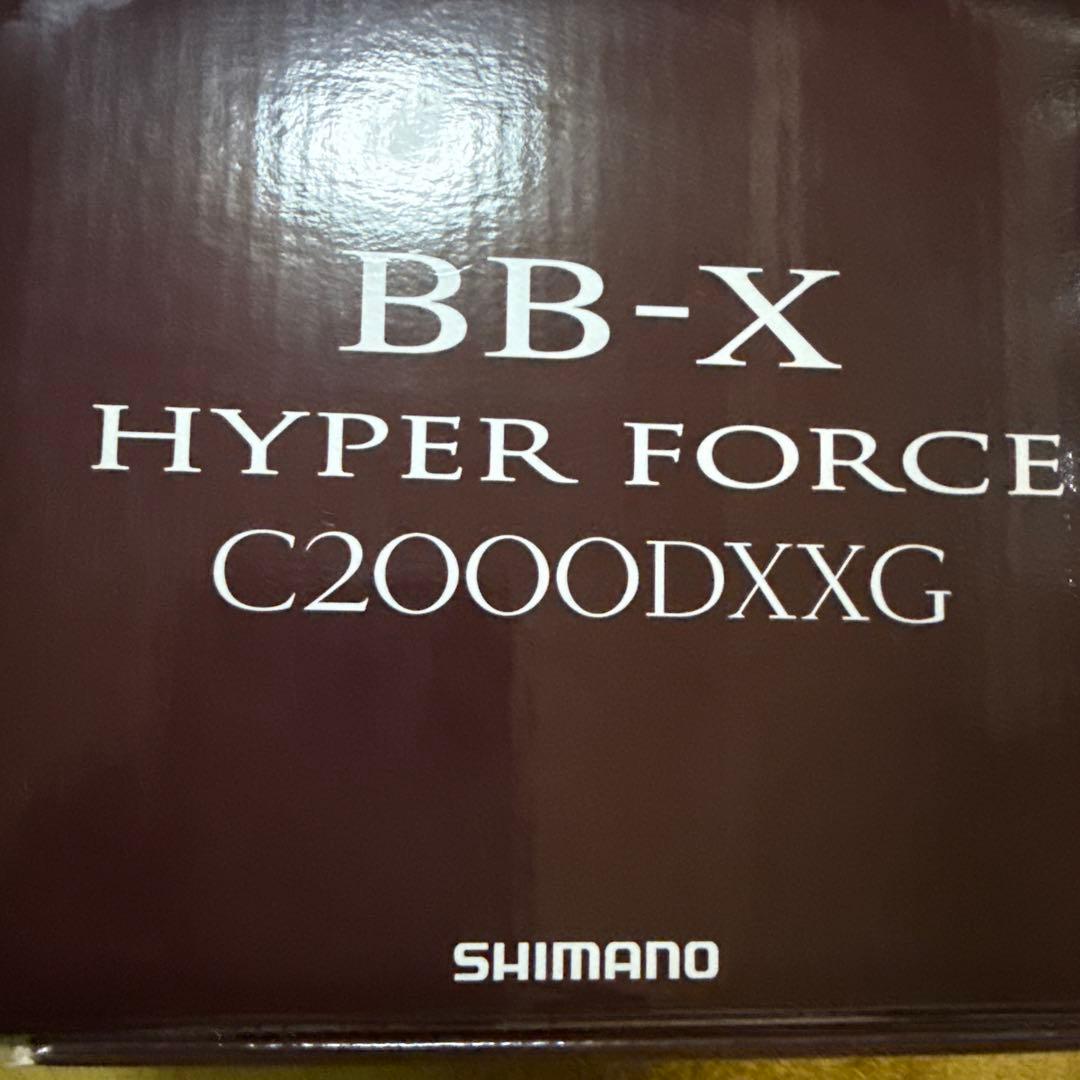 BB-X
HYPER FORCE
C2000DXXG
SHIMANO